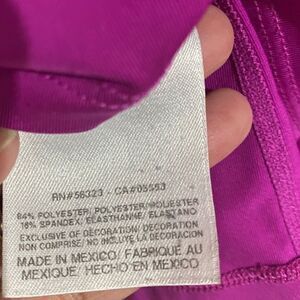 RN#56323 - CA#05553
84% POLYESTER, POLYESTER/POLIESTER
16% SPANDEX, ELASTHANNE, ELASTANO
EXCLUSIVE OF DECORATION/ DÉCORATION
NON COMPRISE/ NO INCLUYE LA DECORACION
MADE IN MEXICO/ FABRIQUÉ AU
MEXIQUE/ HECHO EN MEXICO